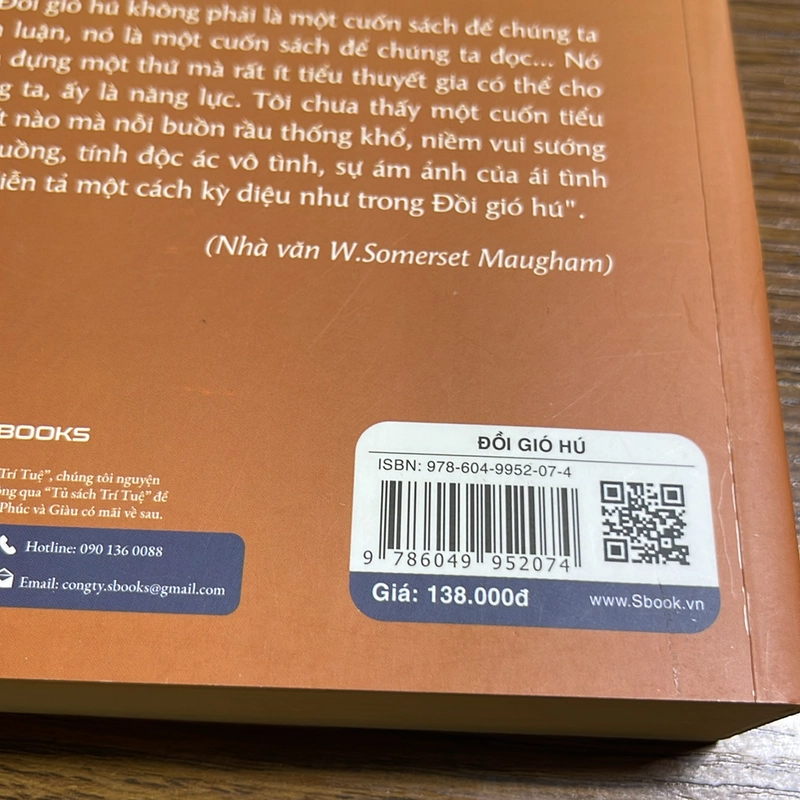 Đồi gió hú không phải là một cuốn sách để chúng ta
luận, nó là một cuốn sách để chúng ta đọc... Nó
dựng một thứ mà rất ít tiểu thuyết gia có thể cho
ta, ấy là năng lực. Tôi chưa thấy một cuốn tiểu
nào mà nỗi buồn rầu thống khổ, niềm vui sướng
uồng, tính độc ác vô tình, sự ám ảnh của ái tình
iễn tả một cách kỳ diệu như trong Đồi gió hú".
(Nhà văn W.Somerset Maugham)
BOOKS
Trí Tuệ", chúng tôi nguyện
ng qua "Tủ sách Trí Tuệ" để
Phúc và Giàu có mãi về sau.
Hotline: 090 136 0088
Email: congty.sbooks@gmail.com
ĐỒI GIÓ HÚ
ISBN: 978-604-9952-07-4
9 786049 952074
Giá: 138.000đ
www.Sbook.vn